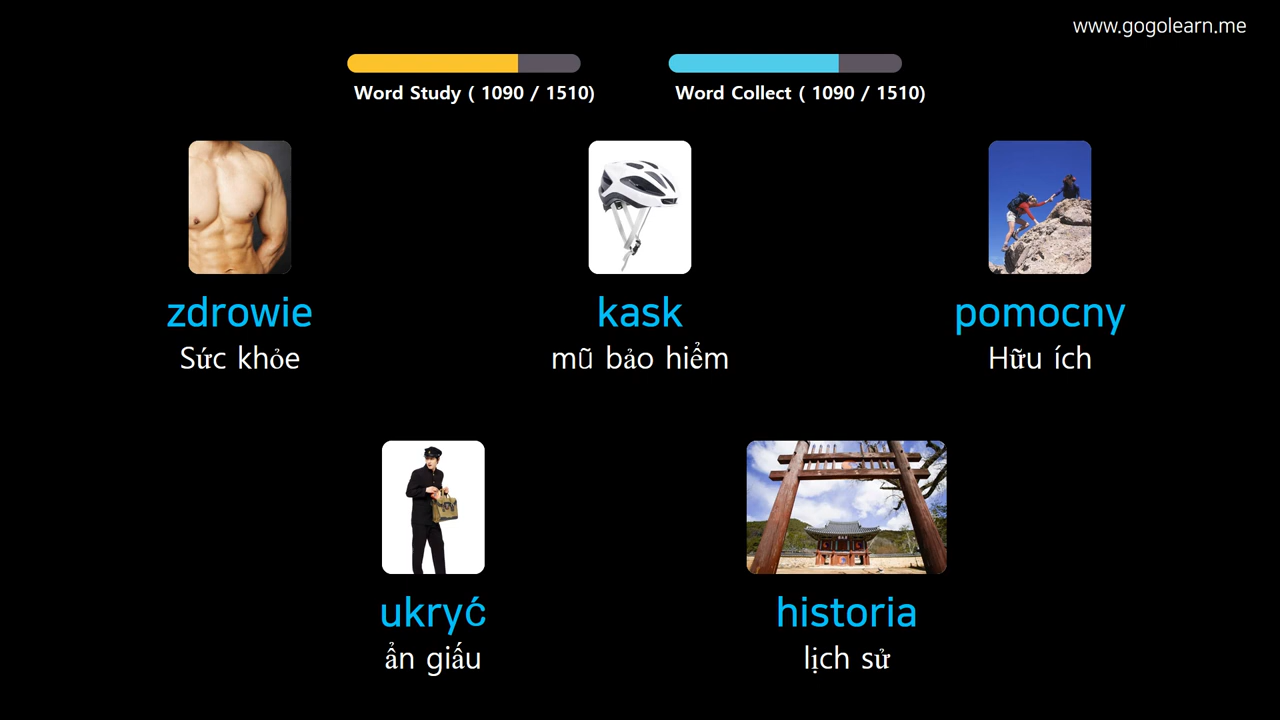 www.gogolearn.me
Word Study ( 1090 / 1510)
Word Collect ( 1090 / 1510)
zdrowie
Sức khỏe
kask
mũ bảo hiểm
pomocny
Hữu ích
ukryć
ẩn giấu
historia
lịch sử